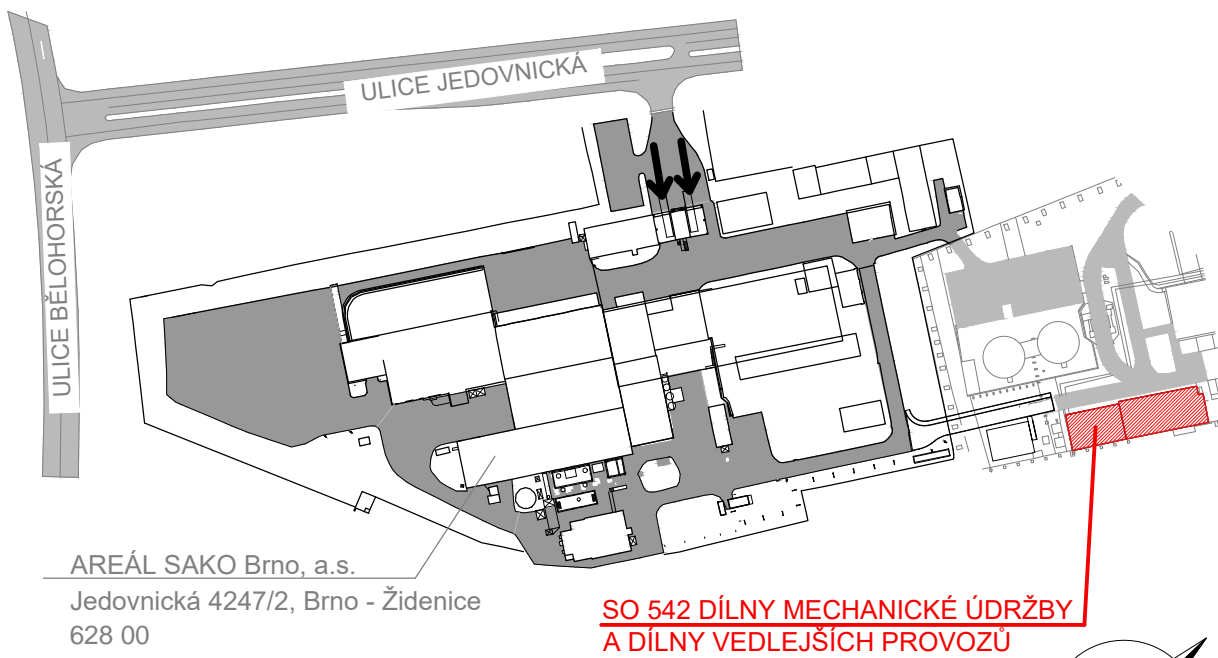 ULICE JEDOVNICKÁ
ULICE BĚLOHORSKÁ
AREÁL SAKO Brno, a.s.
Jedovnická 4247/2, Brno - Židenice
628 00
SO 542 DÍLNY MECHANICKÉ ÚDRŽBY
A DÍLNY VEDLEJŠÍCH PROVOZŮ